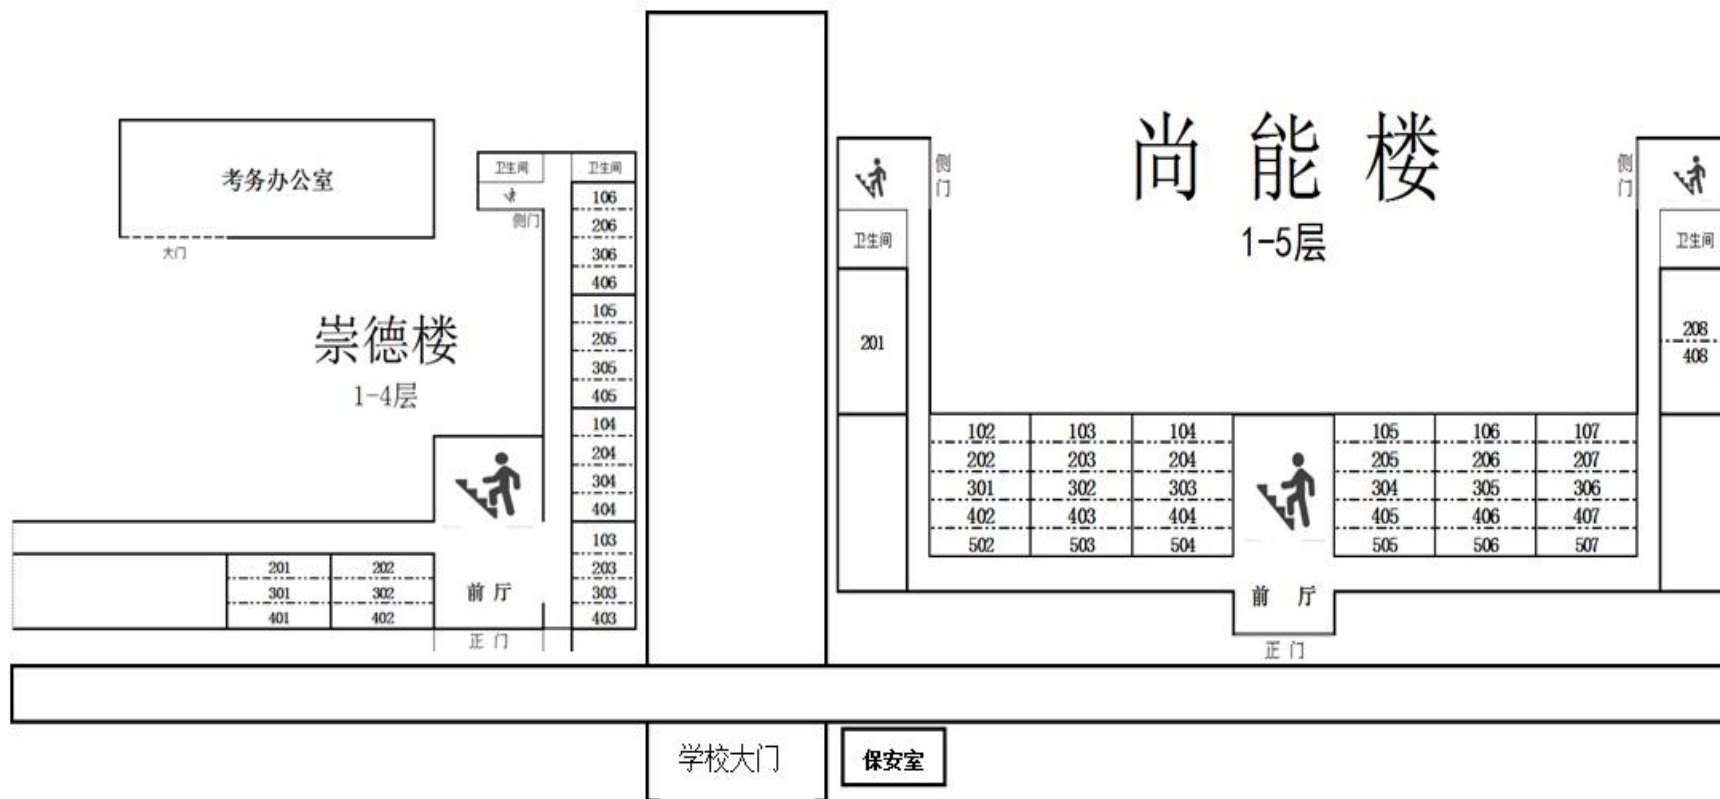 考务办公室
大门
崇德楼
1-4层
卫生间
卫生间
侧门
106
206
306
406
105
205
305
405
104
204
304
404
103
203
303
403
201
202
301
302
401
402
前厅
正门
尚能楼
1-5层
侧门
卫生间
201
侧门
卫生间
208
408
102
103
104
105
106
107
202
203
204
205
206
207
301
302
303
304
305
306
402
403
404
405
406
407
502
503
504
505
506
507
前厅
正门
学校大门
保安室